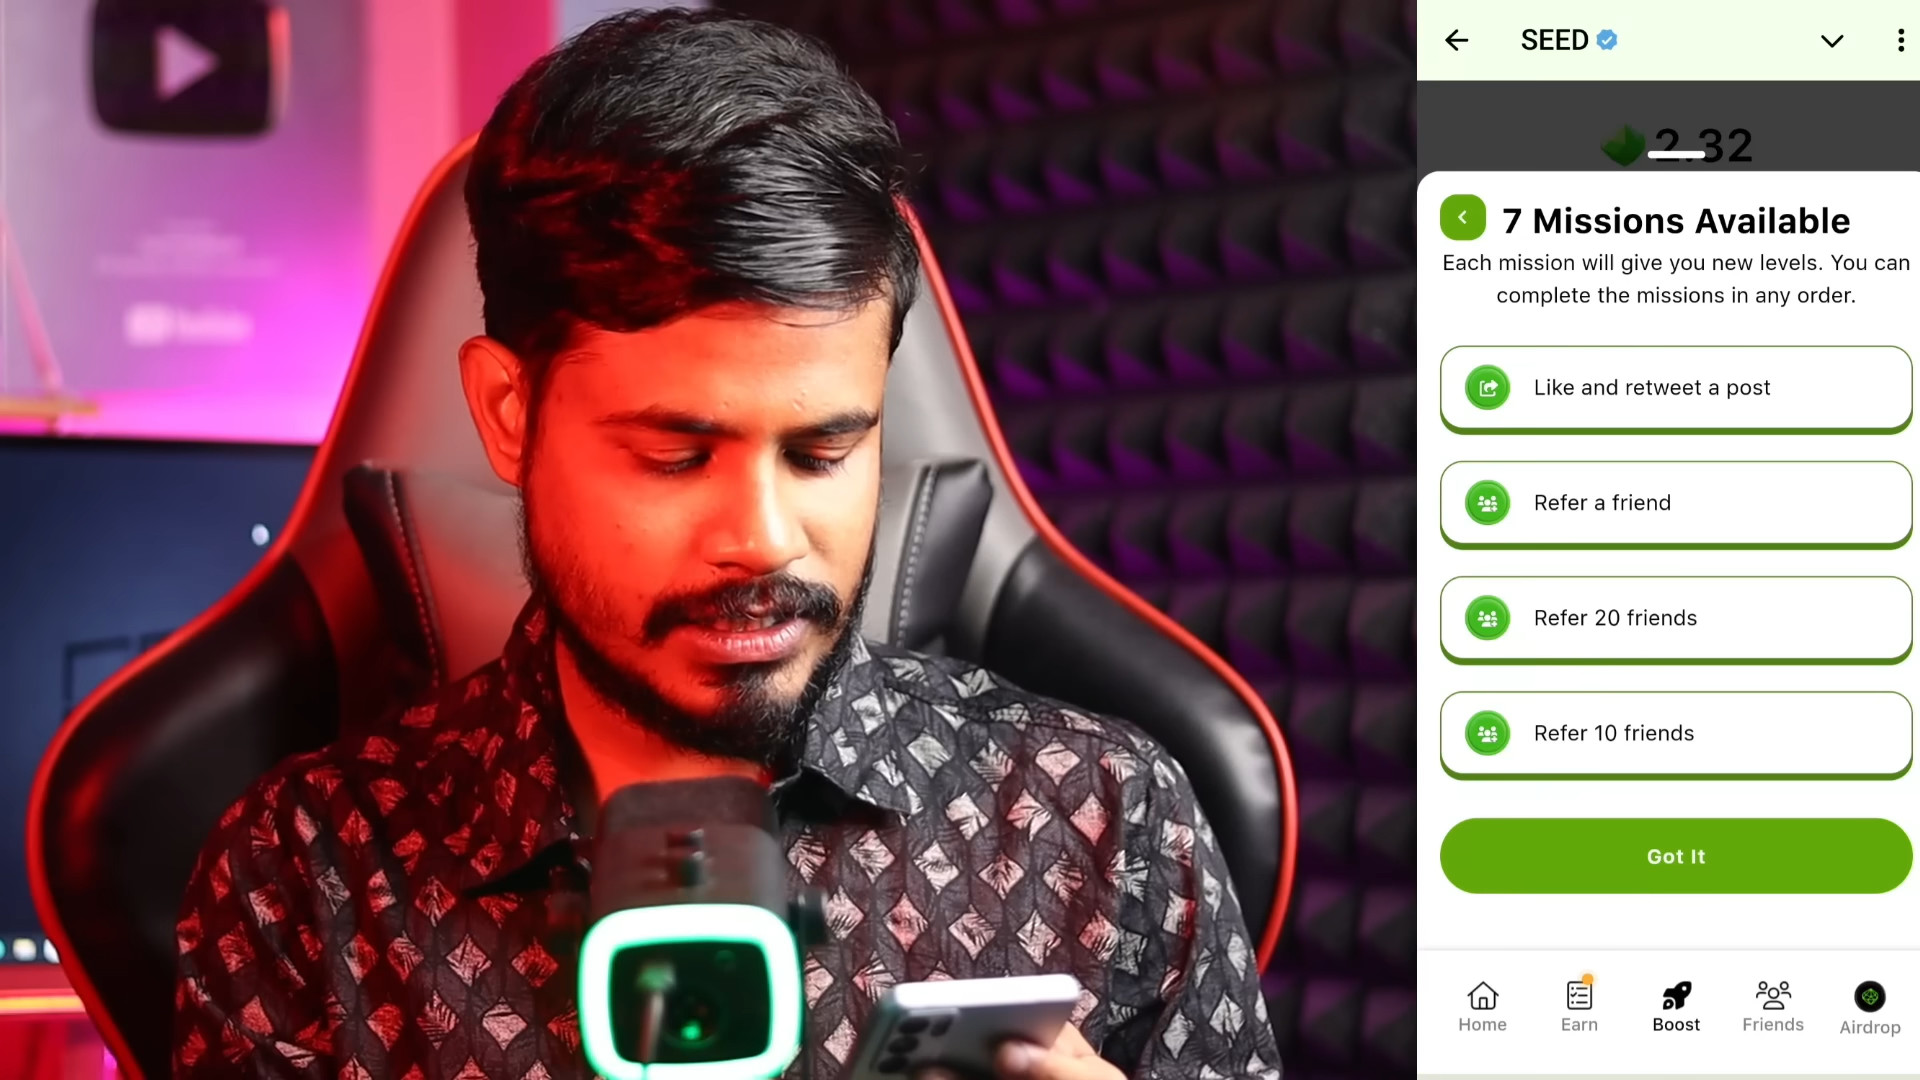 SEED
2.32
7 Missions Available
Each mission will give you new levels. You can
complete the missions in any order.
Like and retweet a post
Refer a friend
Refer 20 friends
Refer 10 friends
Got It
Home
Earn
Boost
Friends
Airdrop